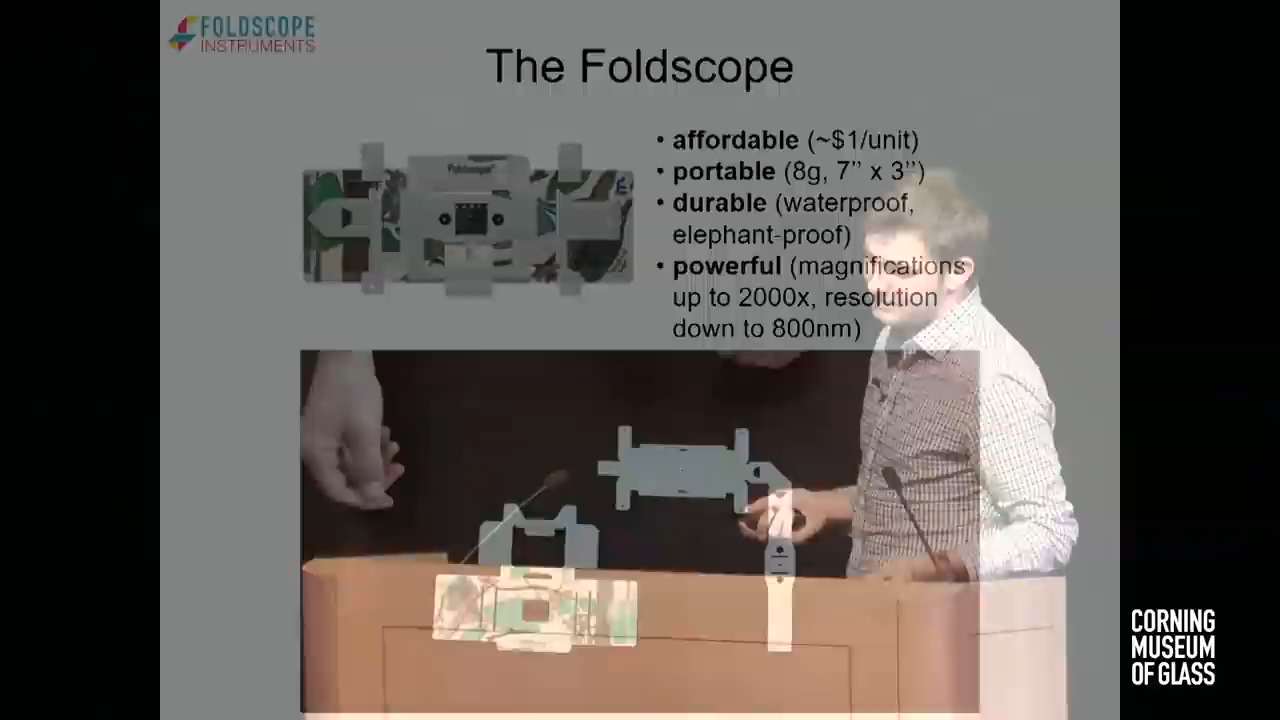 FOLDSCOPE
INSTRUMENTS
The Foldscope
• affordable (~$1/unit)
• portable (8g, 7’’ x 3’’)
• durable (waterproof,
elephant-proof)
• powerful (magnifications
up to 2000x, resolution
down to 800nm)
Foldscope
CORNING
MUSEUM
OF GLASS